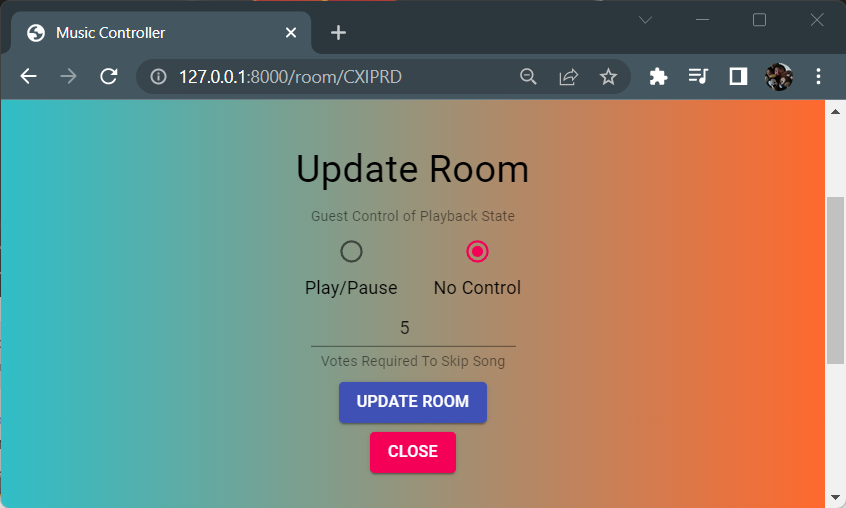 Music Controller
127.0.0.1:8000/room/CXIPRD
Update Room
Guest Control of Playback State
Play/Pause No Control
5
Votes Required To Skip Song
UPDATE ROOM
CLOSE